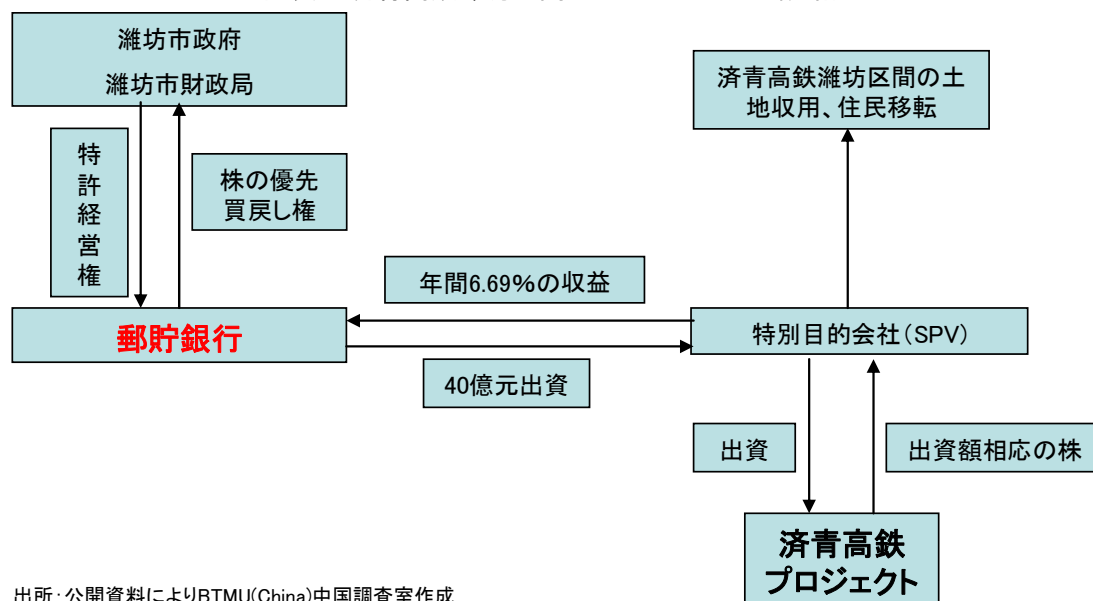 濰坊市政府
濰坊市財政局
済青高鉄濰坊区間の土
地収用、住民移転
特
許
経
営
権
株の優先
買戻し権
年間6.69%の収益
郵貯銀行
特別目的会社(SPV)
40億元出資
出資
出資額相応の株
済青高鉄
プロジェクト
出所:公開資料によりBTMU(China)中国調査室作成